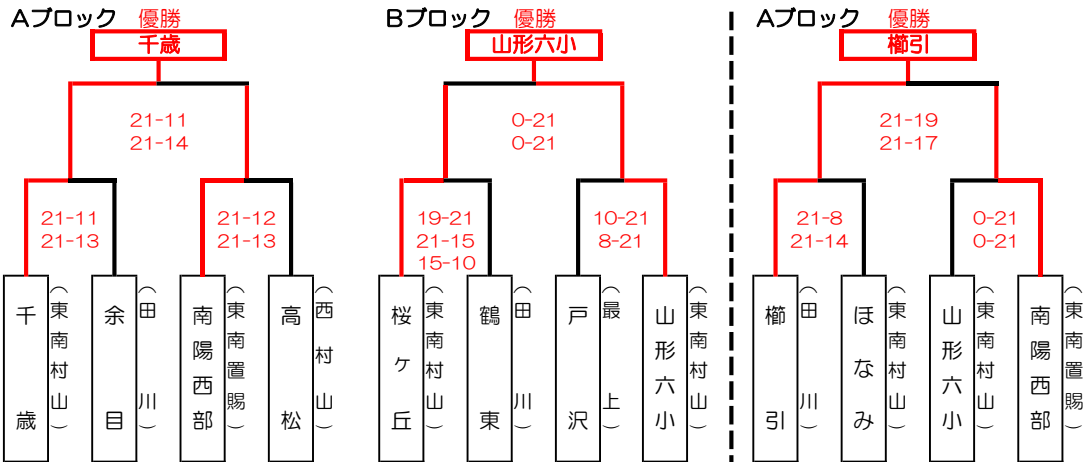 Aブロック 優勝
千歳
21-11
21-14
21-11
21-13
21-12
21-13
千歳
（東南村山）
余目
（田川）
南陽西部
（東南置賜）
高松
（西村山）
Bブロック 優勝
山形六小
0-21
0-21
19-21
21-15
15-10
10-21
8-21
桜ヶ丘
（東南村山）
鶴東
（田川）
戸沢
（最上）
山形六小
（東南村山）
Aブロック 優勝
櫛引
21-19
21-17
21-8
21-14
0-21
0-21
櫛引
（田川）
ほなみ
（東南村山）
山形六小
（東南村山）
南陽西部
（東南置賜）